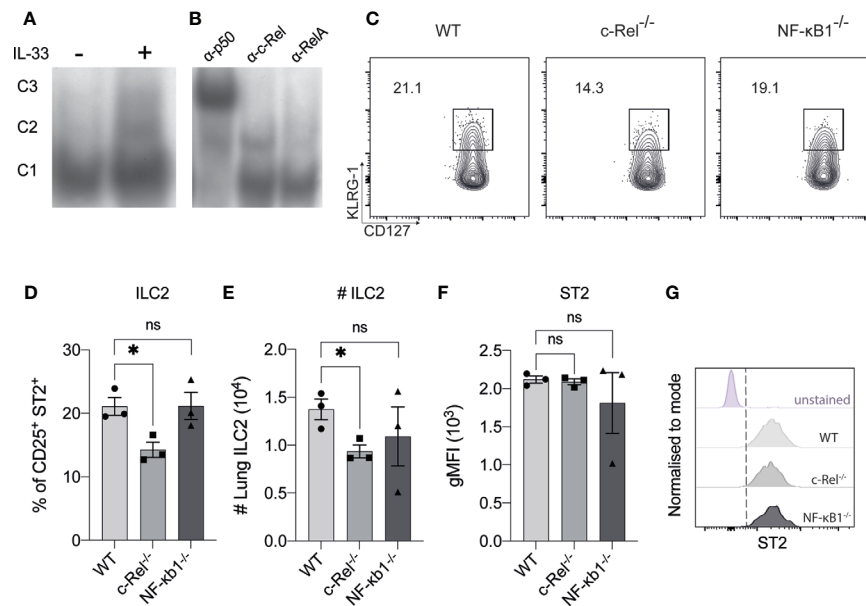 A
IL-33
-
+
C3
C2
C1
B
α-p50
α-c-Rel
α-RelA
C
WT
c-Rel-/-
NF-κB1-/-
21.1
14.3
19.1
KLRG-1
CD127
D
ILC2
ns
*
% of CD25+ ST2+
30
20
10
0
WT
c-Rel-/-
NF-κb1-/-
E
# ILC2
ns
*
# Lung ILC2 (10⁴)
2.0
1.5
1.0
0.5
0.0
WT
c-Rel-/-
NF-κb1-/-
F
ST2
ns
ns
gMFI (10³)
2.5
2.0
1.5
1.0
0.5
0.0
WT
c-Rel-/-
NF-κb1-/-
G
Normalised to mode
unstained
WT
c-Rel-/-
NF-κB1-/-
ST2